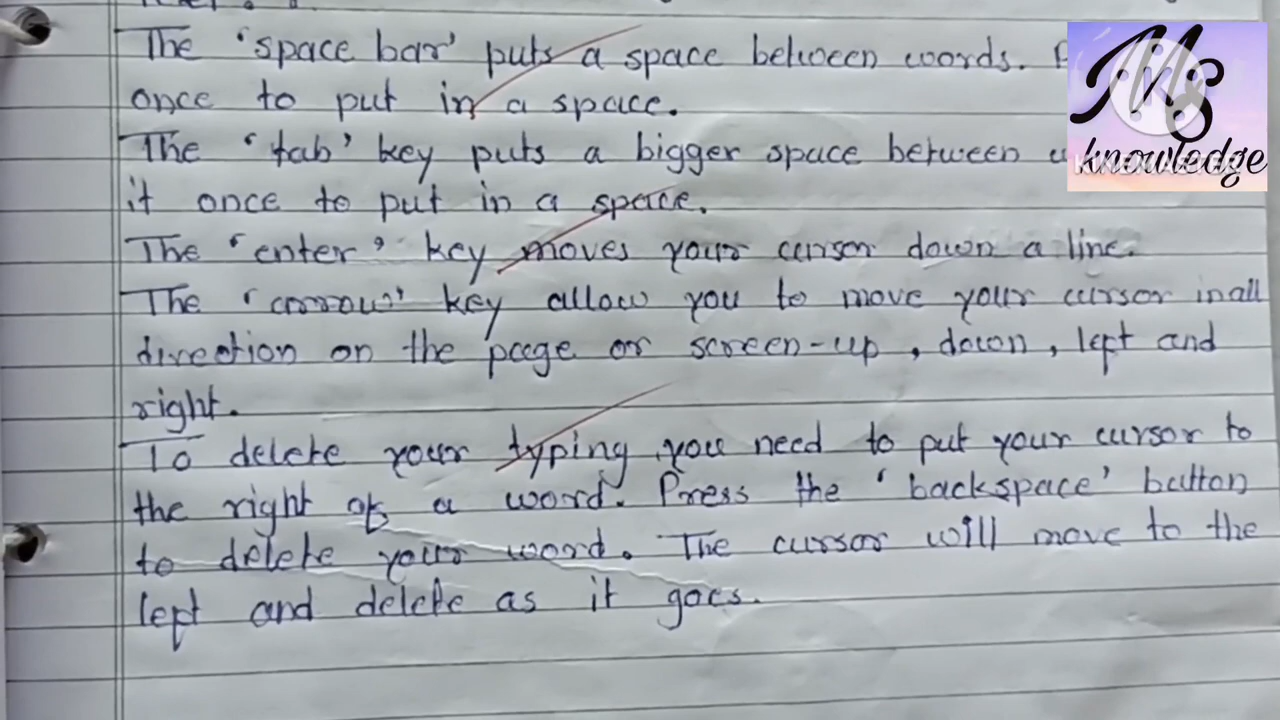 The 'space bar' puts a space between words.
once to put in a space.
The 'tab' key puts a bigger space between
it once to put in a space.
The 'enter' key moves your cursor down a line.
The 'arrow' key allow you to move your cursor in all
direction on the page or screen-up, down, left and
right.
To delete your typing you need to put your cursor to
the right of a word. Press the 'backspace' button
to delete your word. The cursor will move to the
left and delete as it goes.
MS
knowledge